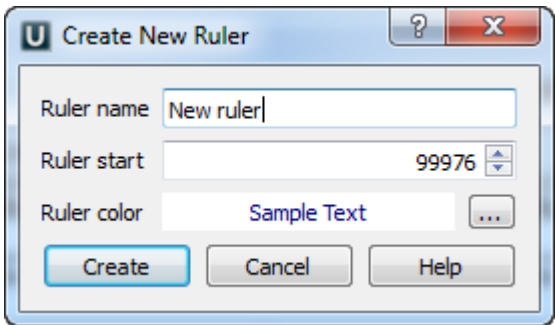 U Create New Ruler ? X
Ruler name New ruler
Ruler start 99976
Ruler color Sample Text ...
Create Cancel Help